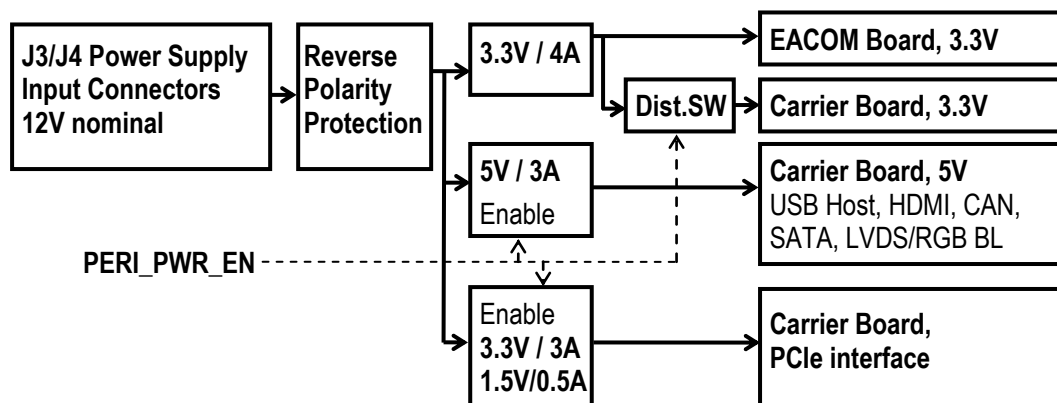 J3/J4 Power Supply
Input Connectors
12V nominal
Reverse
Polarity
Protection
3.3V / 4A
EACOM Board, 3.3V
Dist.SW
Carrier Board, 3.3V
5V / 3A
Enable
Carrier Board, 5V
USB Host, HDMI, CAN,
SATA, LVDS/RGB BL
PERI_PWR_EN
Enable
3.3V / 3A
1.5V/0.5A
Carrier Board,
PCIe interface